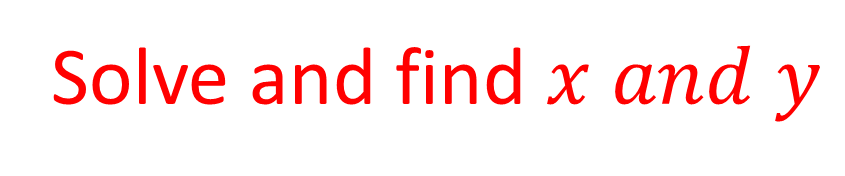 Solve and find x and y